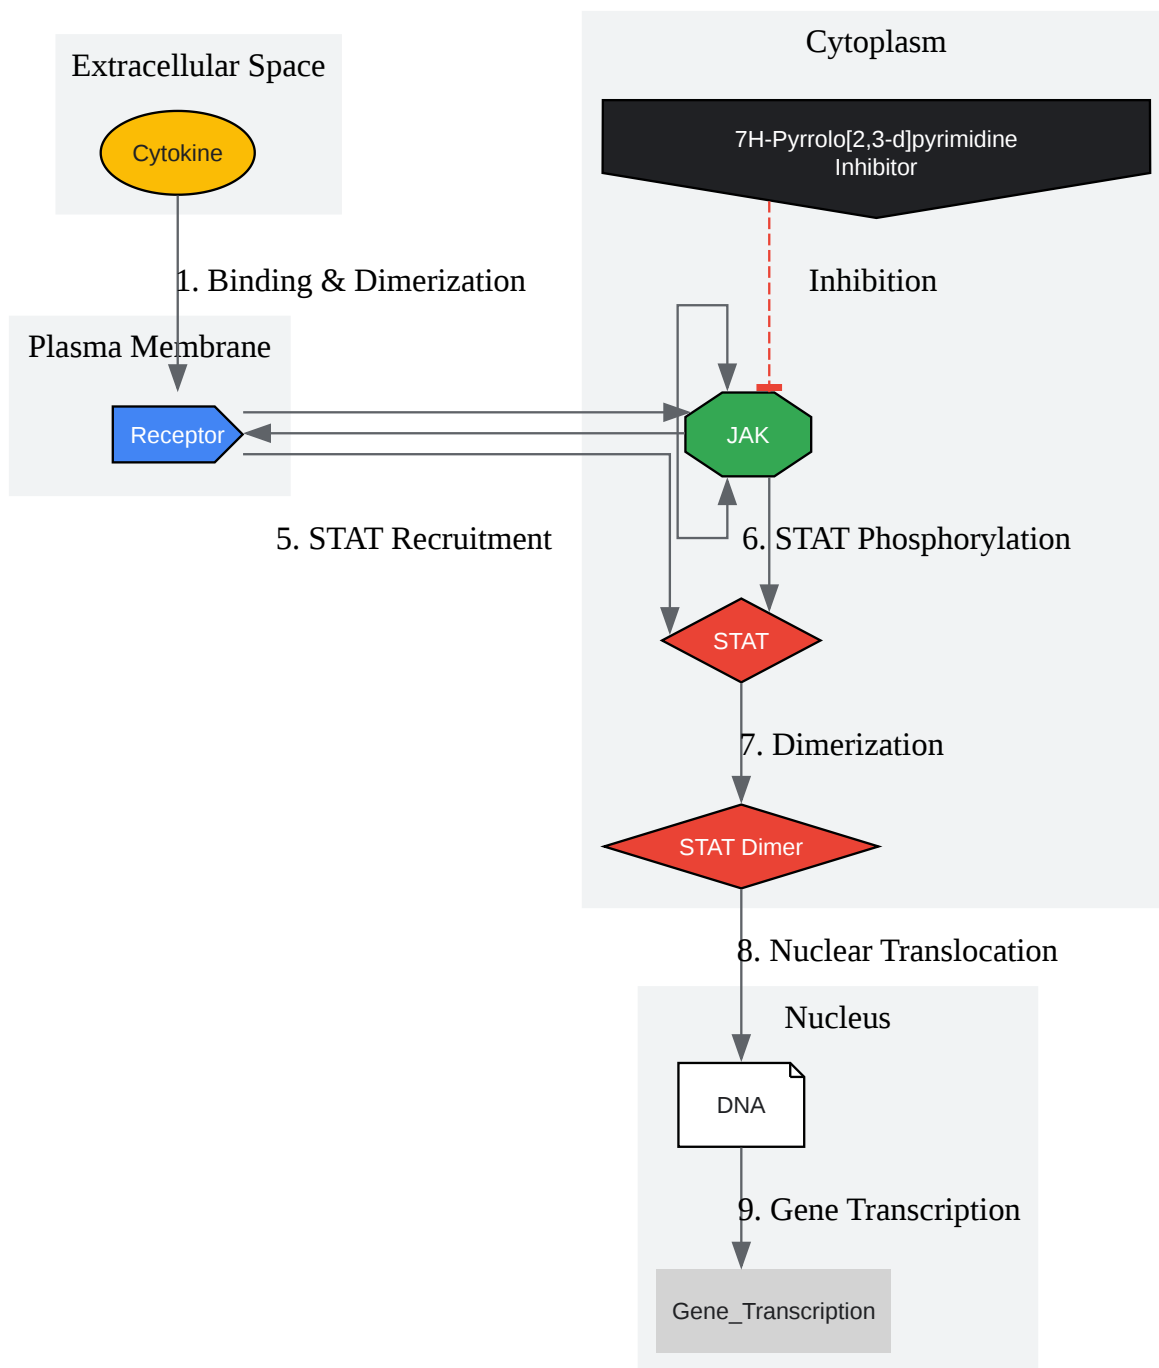 Extracellular Space
Cytokine
Cytoplasm
7H-Pyrrolo[2,3-d]pyrimidine
Inhibitor
1. Binding & Dimerization
Inhibition
Plasma Membrane
Receptor
JAK
5. STAT Recruitment
6. STAT Phosphorylation
STAT
7. Dimerization
STAT Dimer
8. Nuclear Translocation
Nucleus
DNA
9. Gene Transcription
Gene_Transcription